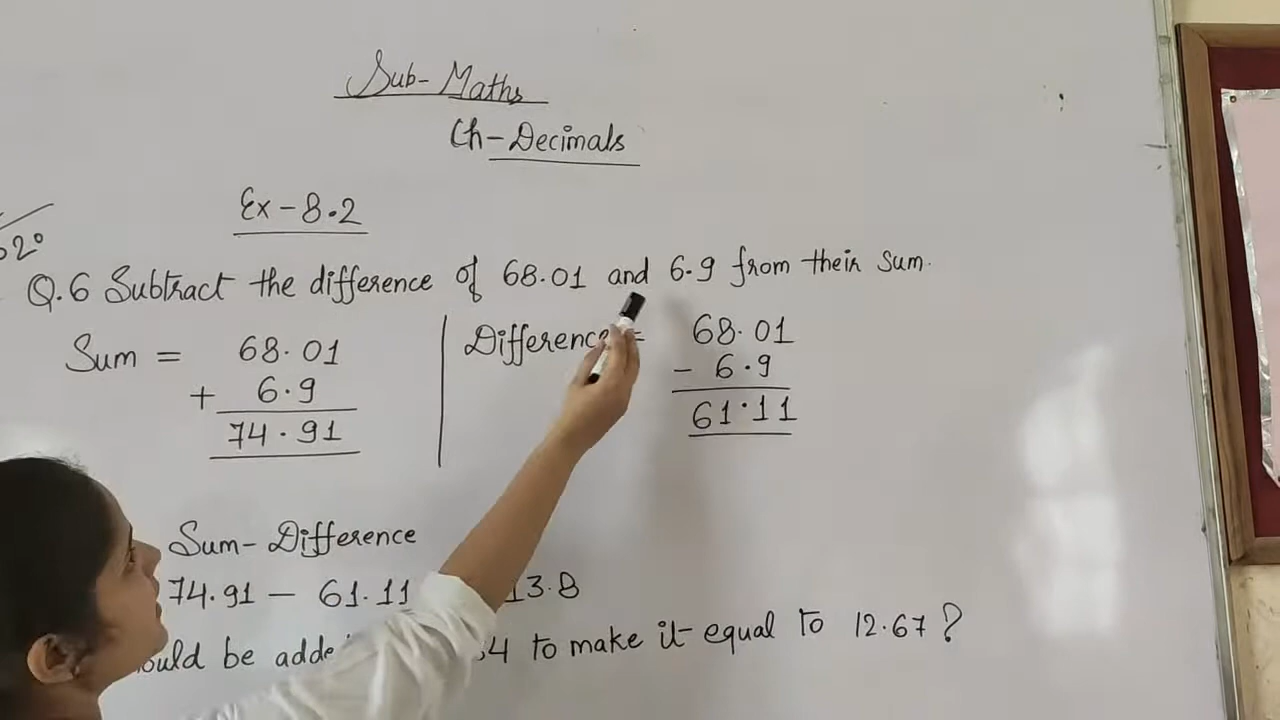 Sub- Maths
Ch-Decimals
Ex-8.2
Q.6 Subtract the difference of 68.01 and 6.9 from their sum.
Sum = 68.01
+ 6.9
74.91
Difference = 68.01
- 6.9
61.11
Sum- Difference
74.91 - 61.11 13.8
be to make it equal to 12.67?